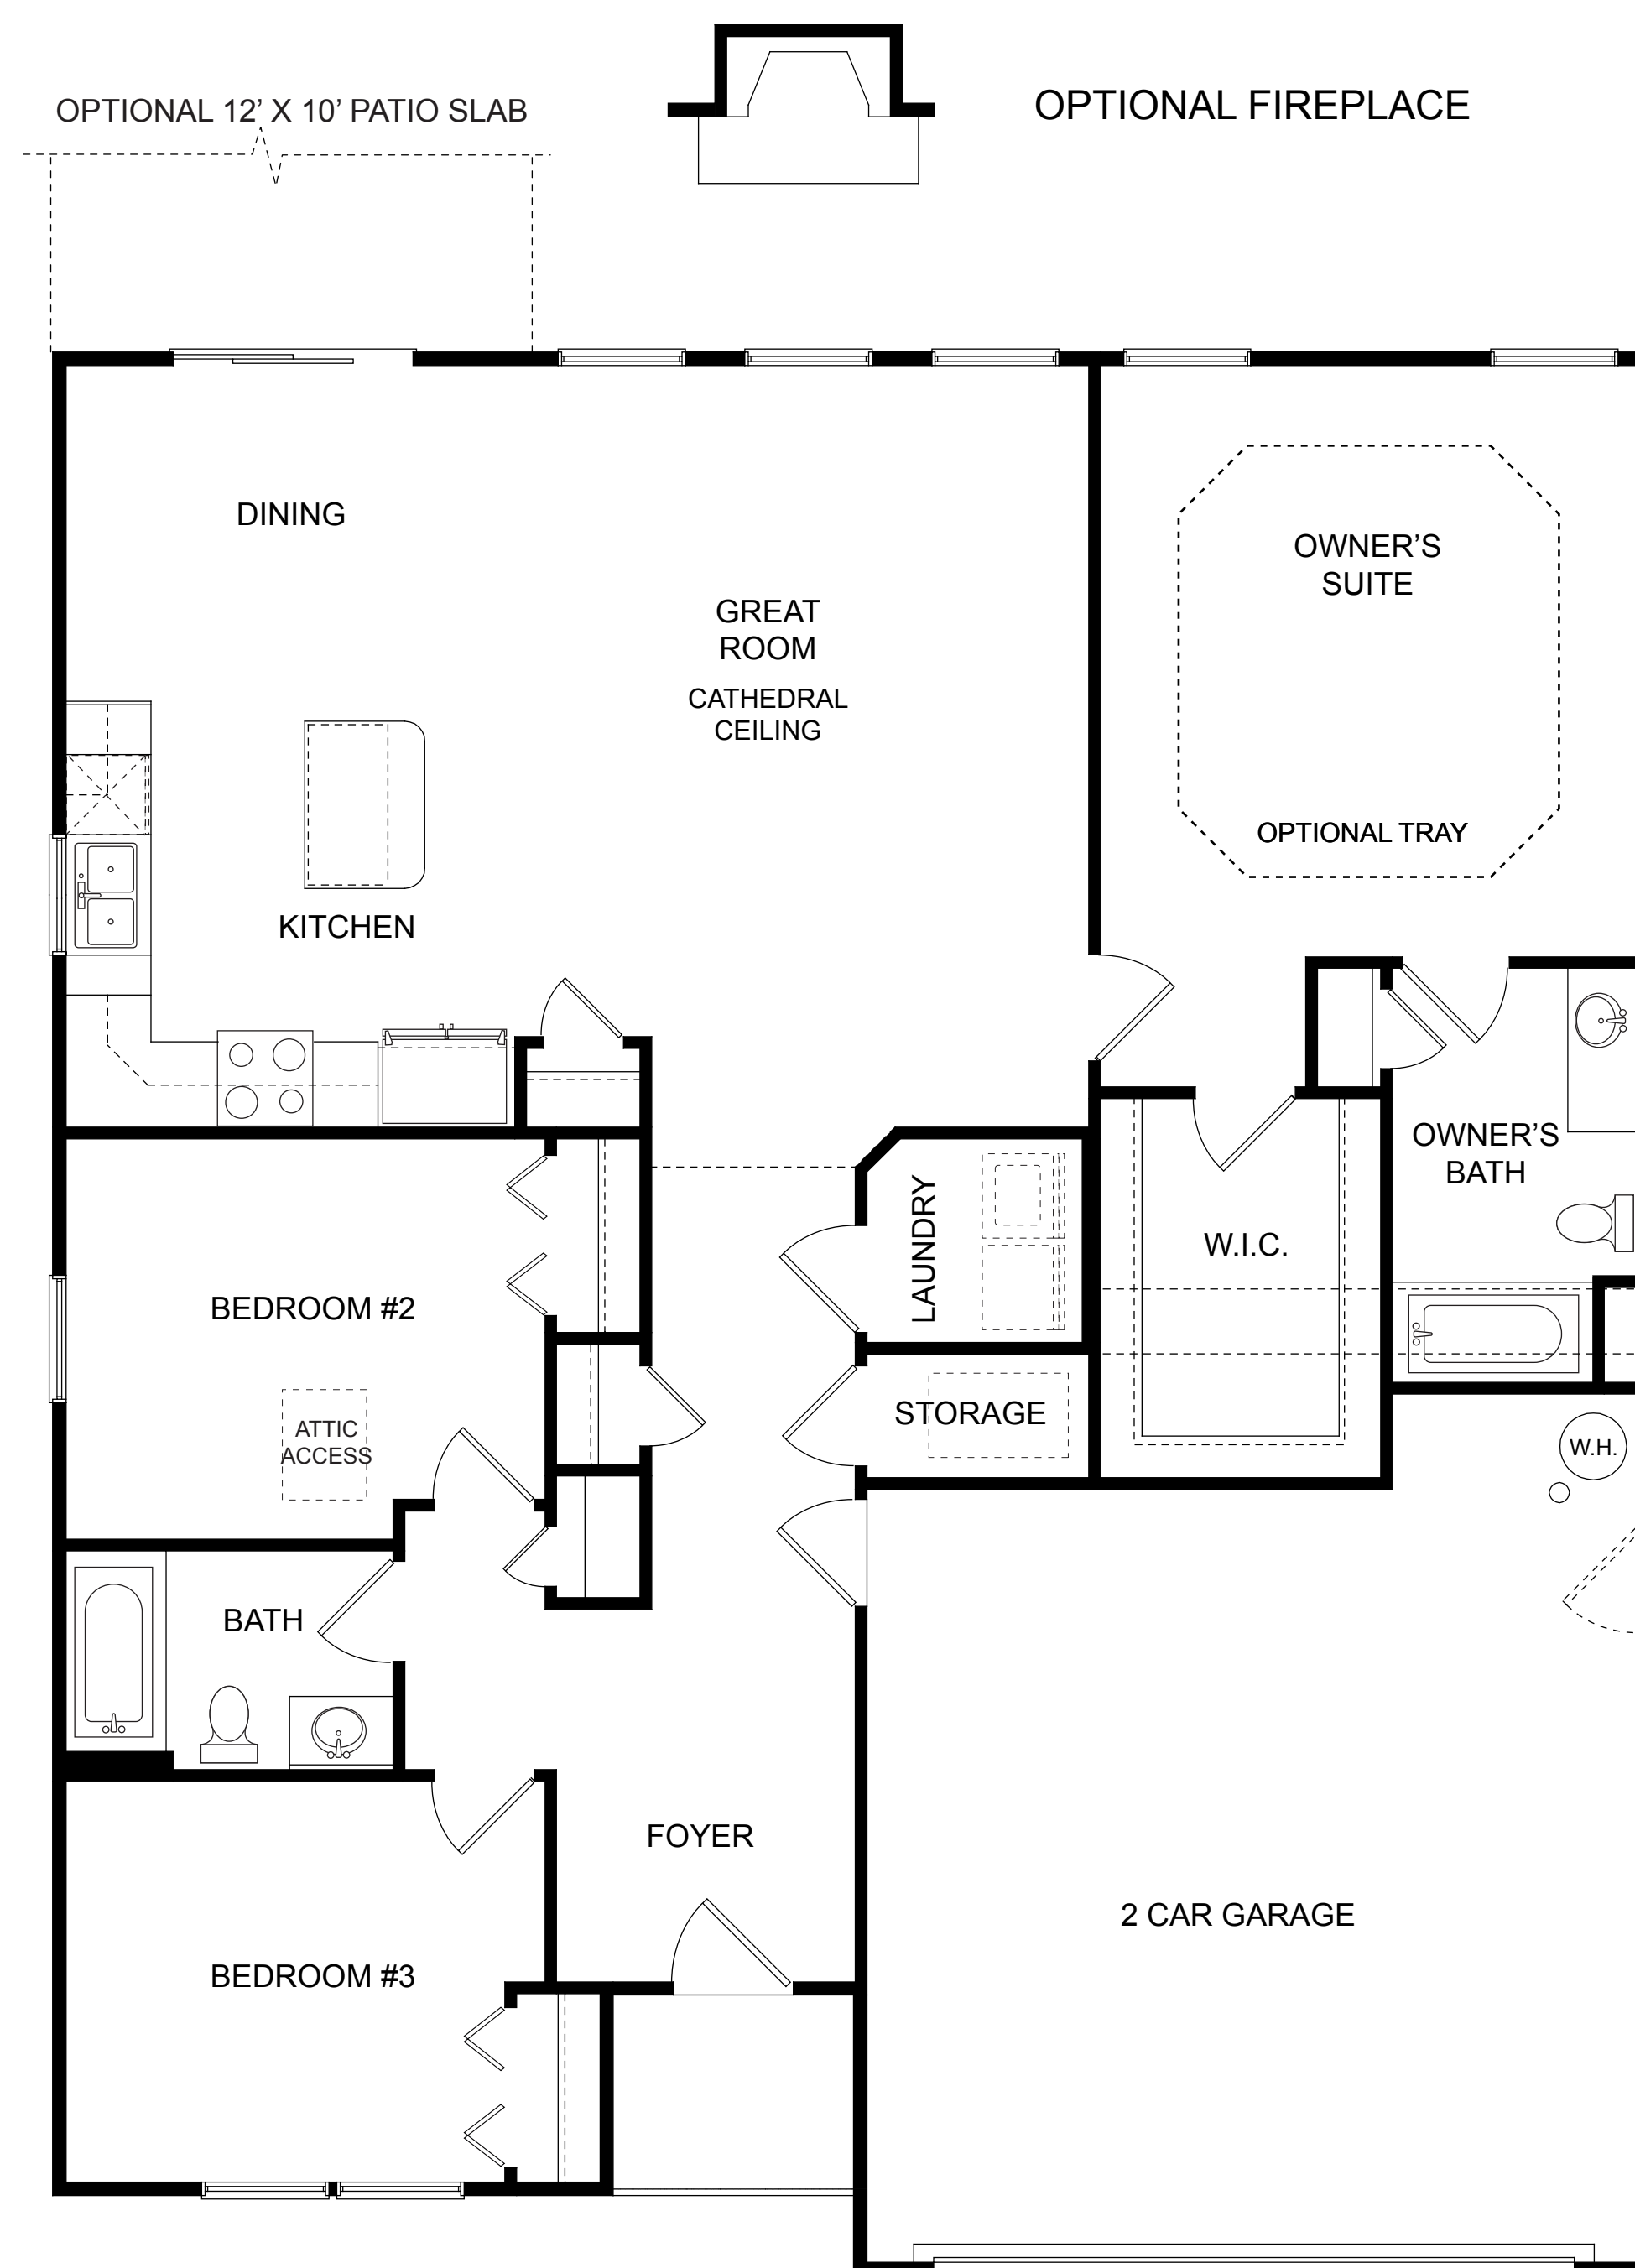 OPTIONAL 12’ X 10’ PATIO SLAB
OPTIONAL FIREPLACE
DINING
OWNER’S
SUITE
GREAT
ROOM
CATHEDRAL
CEILING
OPTIONAL TRAY
KITCHEN
OWNER’S
BATH
LAUNDRY
W.I.C.
BEDROOM #2
STORAGE
ATTIC
ACCESS
W.H.
BATH
FOYER
2 CAR GARAGE
BEDROOM #3